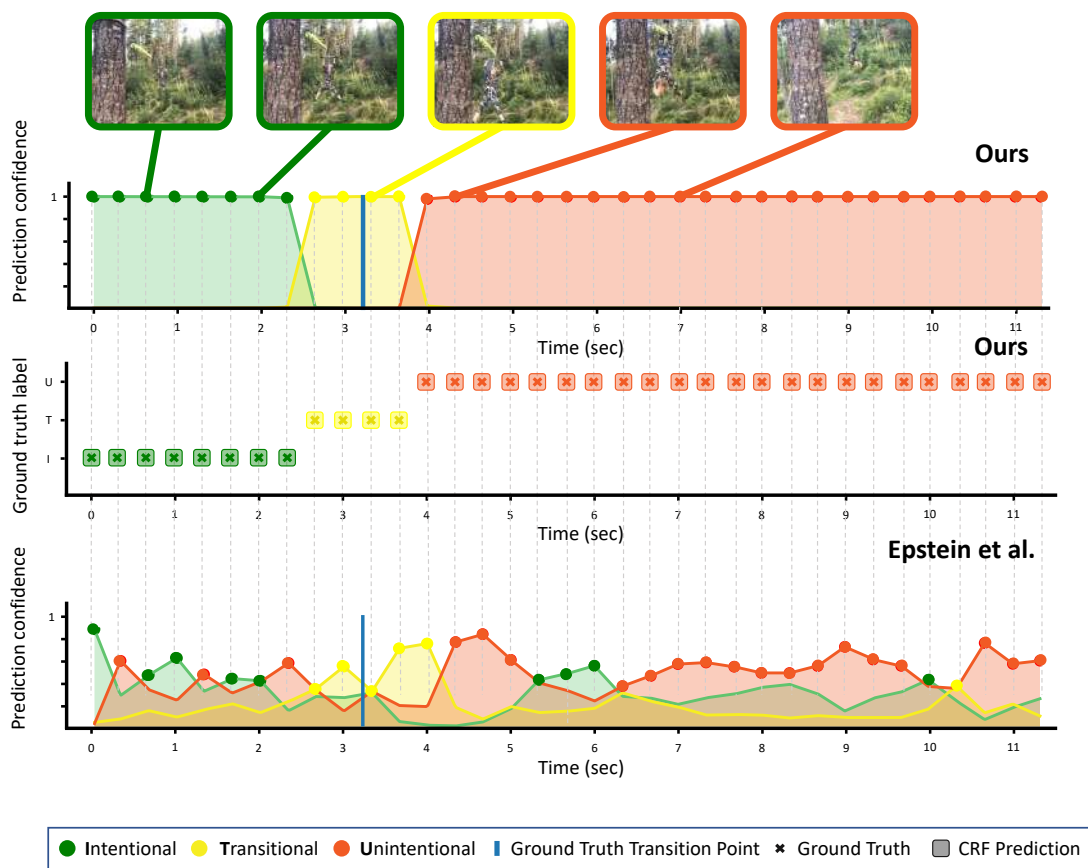 Ours
Prediction confidence
1
0 1 2 3 4 5 6 7 8 9 10 11
Time (sec)
Ours
Ground truth label
U
T
I
0 1 2 3 4 5 6 7 8 9 10 11
Time (sec)
Epstein et al.
Prediction confidence
1
0 1 2 3 4 5 6 7 8 9 10 11
Time (sec)
Intentional Transitional Unintentional Ground Truth Transition Point Ground Truth CRF Prediction